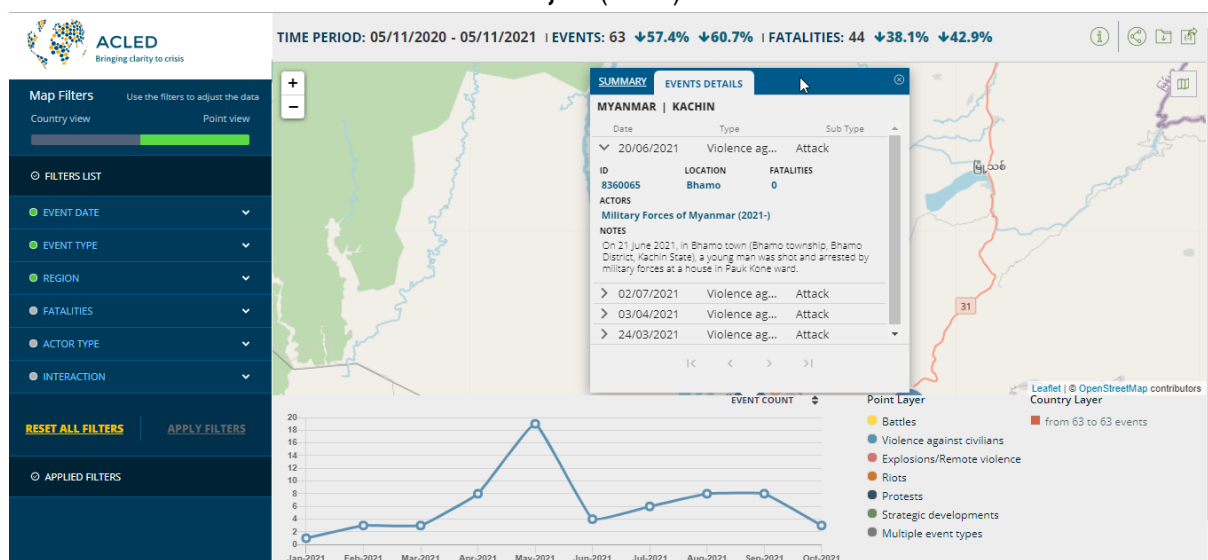 ACLED
Bringing clarity to crisis
TIME PERIOD: 05/11/2020 - 05/11/2021 | EVENTS: 63 57.4% 60.7% | FATALITIES: 44 38.1% 42.9%
Map Filters Use the filters to adjust the data
Country view Point view
FILTERS LIST
EVENT DATE
EVENT TYPE
REGION
FATALITIES
ACTOR TYPE
INTERACTION
RESET ALL FILTERS APPLY FILTERS
APPLIED FILTERS
+
−
SUMMARY EVENTS DETAILS
MYANMAR | KACHIN
Date Type Sub Type
20/06/2021 Violence ag... Attack
ID LOCATION FATALITIES
8360065 Bhamo 0
ACTORS
Military Forces of Myanmar (2021-)
NOTES
On 21 June 2021, in Bhamo town (Bhamo township, Bhamo
District, Kachin State), a young man was shot and arrested by
military forces at a house in Pauk Kone ward.
02/07/2021 Violence ag... Attack
03/04/2021 Violence ag... Attack
24/03/2021 Violence ag... Attack
|< < > >|
မြို့သစ်
31
Leaflet | © OpenStreetMap contributors
EVENT COUNT
20
18
16
14
12
10
8
6
4
2
0
Jan-2021 Feb-2021 Mar-2021 Apr-2021 May-2021 Jun-2021 Jul-2021 Aug-2021 Sep-2021 Oct-2021
Point Layer
Battles
Violence against civilians
Explosions/Remote violence
Riots
Protests
Strategic developments
Multiple event types
Country Layer
from 63 to 63 events